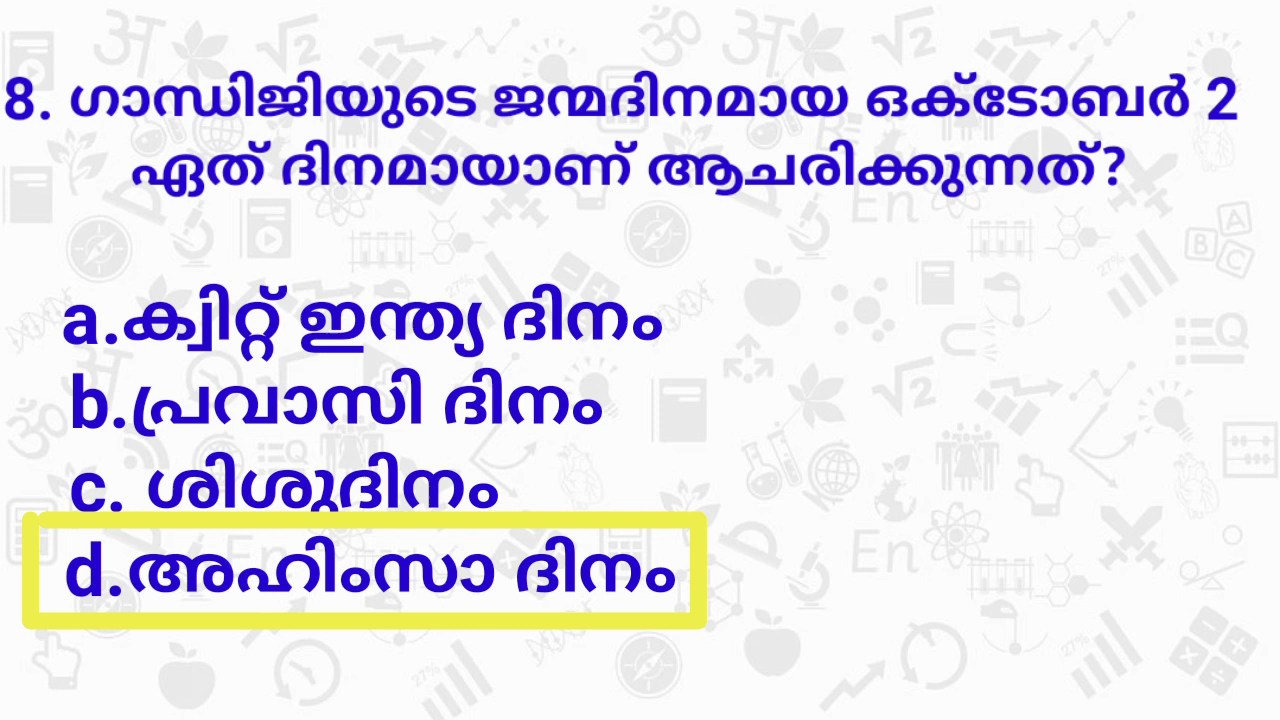 8. ഗാന്ധിജിയുടെ ജന്മദിനമായ ഒക്ടോബർ 2
ഏത് ദിനമായാണ് ആചരിക്കുന്നത്?
a.ക്വിറ്റ് ഇന്ത്യ ദിനം
b.പ്രവാസി ദിനം
c. ശിശുദിനം
d.അഹിംസാ ദിനം